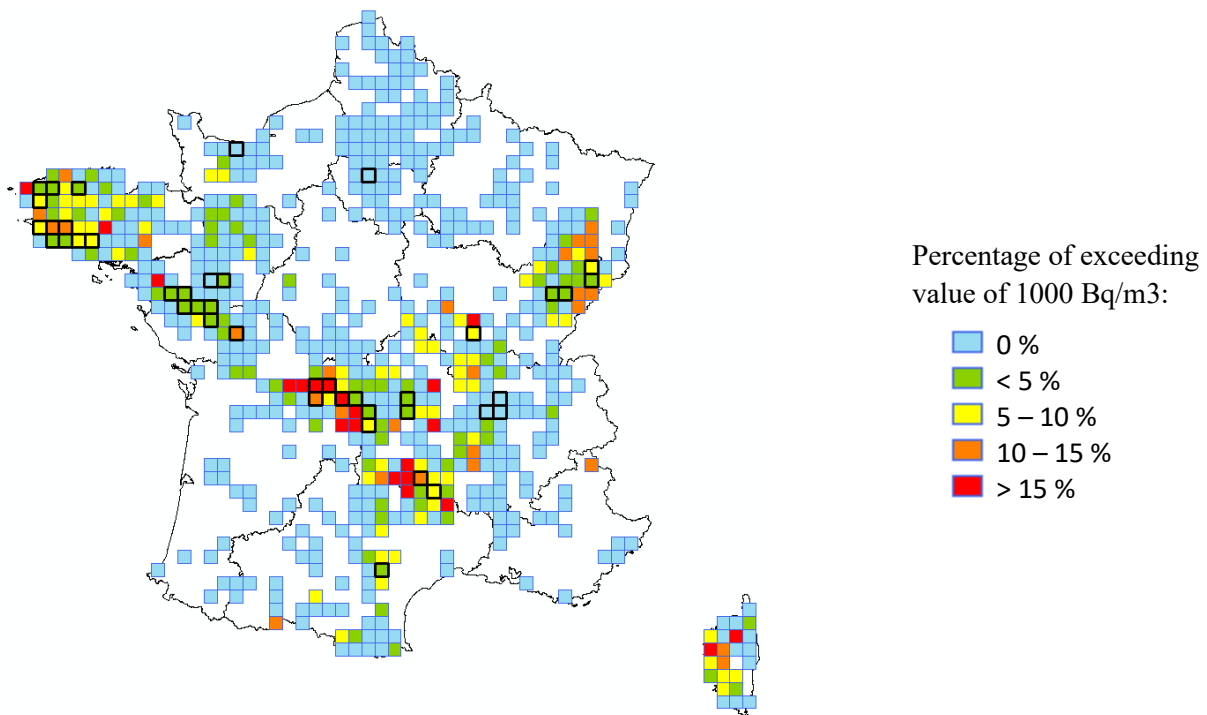 Percentage of exceeding
value of 1000 Bq/m3:
0 %
< 5 %
5 – 10 %
10 – 15 %
> 15 %